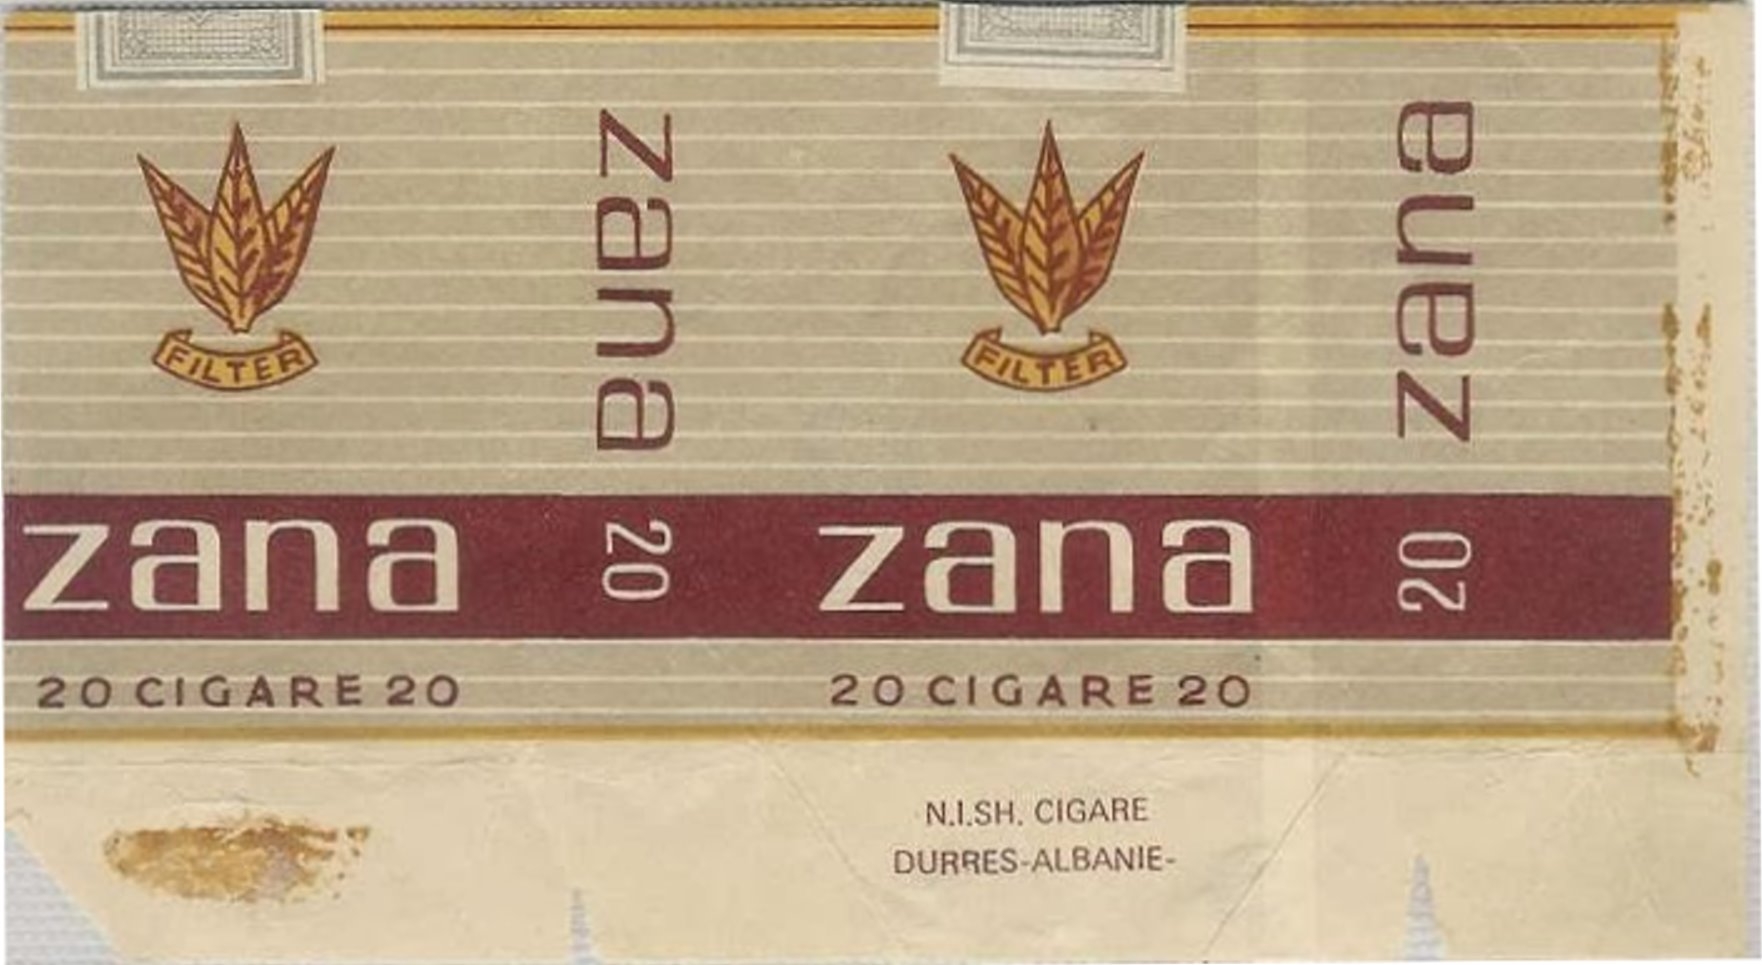 FILTER
zana
FILTER
zana
zana
20
zana
20
20 CIGARE 20
20 CIGARE 20
N.I.SH. CIGARE
DURRES-ALBANIE-